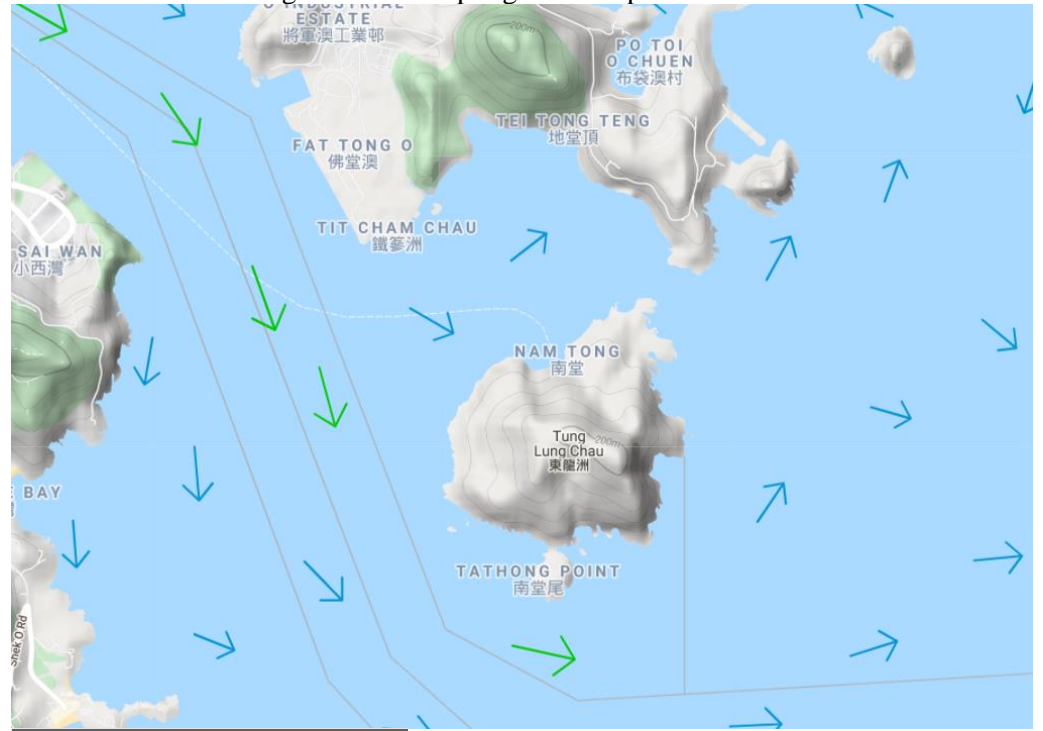 ESTATE
將軍澳工業邨
PO TOI
O CHUEN
布袋澳村
200m
TEI TONG TENG
地堂頂
FAT TONG O
佛堂澳
TIT CHAM CHAU
鐵篸洲
SAI WAN
小西灣
NAM TONG
南堂
Tung
Lung Chau
東龍洲
200m
BAY
TATHONG POINT
南堂尾
Shek O Rd